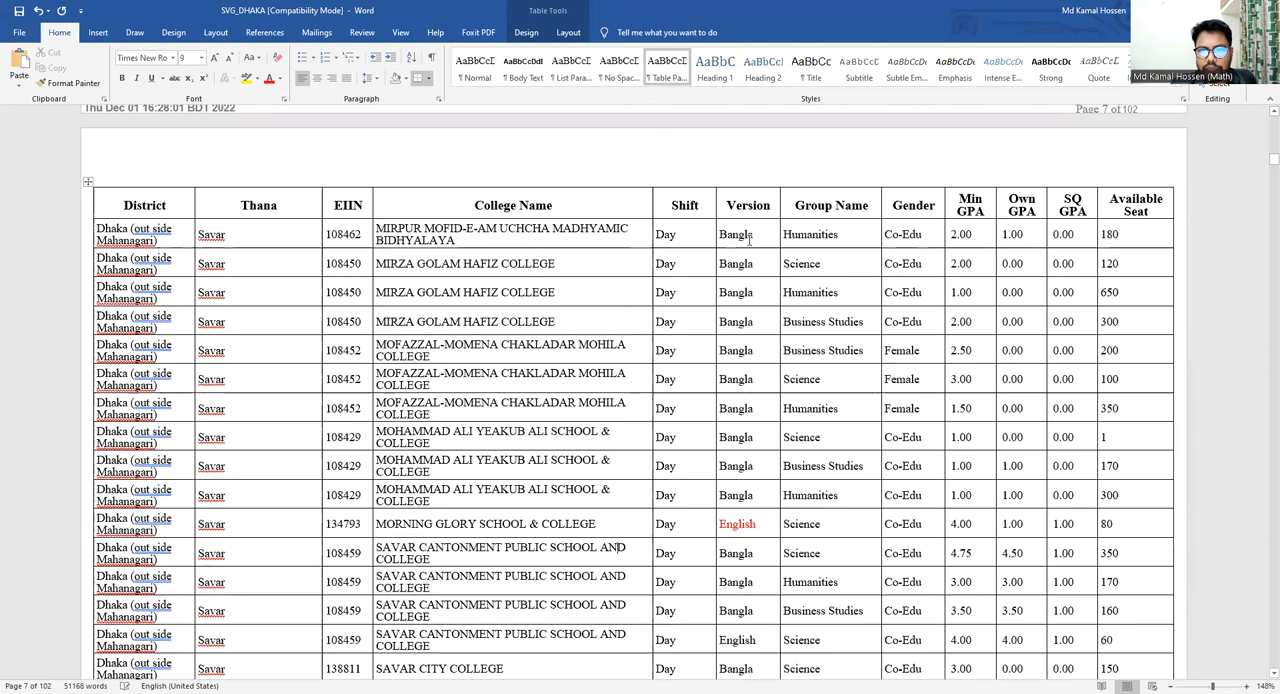 SVG_DHAKA [Compatibility Mode] - Word
Table Tools
Md Kamal Hossen
File Home Insert Draw Design Layout References Mailings Review View Help Foxit PDF Design Layout Tell me what you want to do
Paste
Cut
Copy
Format Painter
Clipboard
Times New Ro 9
Font
Paragraph
AaBbCcI ¶ Normal
¶ Body Text
¶ List Para...
¶ No Spac...
¶ Table Pa...
Heading 1
Heading 2
¶ Title
Subtitle
Subtle Em...
Emphasis
Intense E...
Strong
Quote
Styles
Editing
Md Kamal Hossen (Math)
Thu Dec 01 16:28:01 BDT 2022 Page 7 of 102
District Thana EIIN College Name Shift Version Group Name Gender Min GPA Own GPA SQ GPA Available Seat
Dhaka (out side Mahanagari) Savar 108462 MIRPUR MOFID-E-AM UCHCHA MADHYAMIC BIDHYALAYA Day Bangla Humanities Co-Edu 2.00 1.00 0.00 180
Dhaka (out side Mahanagari) Savar 108450 MIRZA GOLAM HAFIZ COLLEGE Day Bangla Science Co-Edu 2.00 0.00 0.00 120
Dhaka (out side Mahanagari) Savar 108450 MIRZA GOLAM HAFIZ COLLEGE Day Bangla Humanities Co-Edu 1.00 0.00 0.00 650
Dhaka (out side Mahanagari) Savar 108450 MIRZA GOLAM HAFIZ COLLEGE Day Bangla Business Studies Co-Edu 2.00 0.00 0.00 300
Dhaka (out side Mahanagari) Savar 108452 MOFAZZAL-MOMENA CHAKLADAR MOHILA COLLEGE Day Bangla Business Studies Female 2.50 0.00 0.00 200
Dhaka (out side Mahanagari) Savar 108452 MOFAZZAL-MOMENA CHAKLADAR MOHILA COLLEGE Day Bangla Science Female 3.00 0.00 0.00 100
Dhaka (out side Mahanagari) Savar 108452 MOFAZZAL-MOMENA CHAKLADAR MOHILA COLLEGE Day Bangla Humanities Female 1.50 0.00 0.00 350
Dhaka (out side Mahanagari) Savar 108429 MOHAMMAD ALI YEAKUB ALI SCHOOL & COLLEGE Day Bangla Science Co-Edu 1.00 0.00 0.00 1
Dhaka (out side Mahanagari) Savar 108429 MOHAMMAD ALI YEAKUB ALI SCHOOL & COLLEGE Day Bangla Business Studies Co-Edu 1.00 1.00 0.00 170
Dhaka (out side Mahanagari) Savar 108429 MOHAMMAD ALI YEAKUB ALI SCHOOL & COLLEGE Day Bangla Humanities Co-Edu 1.00 1.00 0.00 300
Dhaka (out side Mahanagari) Savar 134793 MORNING GLORY SCHOOL & COLLEGE Day English Science Co-Edu 4.00 1.00 1.00 80
Dhaka (out side Mahanagari) Savar 108459 SAVAR CANTONMENT PUBLIC SCHOOL AND COLLEGE Day Bangla Science Co-Edu 4.75 4.50 1.00 350
Dhaka (out side Mahanagari) Savar 108459 SAVAR CANTONMENT PUBLIC SCHOOL AND COLLEGE Day Bangla Humanities Co-Edu 3.00 3.00 1.00 170
Dhaka (out side Mahanagari) Savar 108459 SAVAR CANTONMENT PUBLIC SCHOOL AND COLLEGE Day Bangla Business Studies Co-Edu 3.50 3.50 1.00 160
Dhaka (out side Mahanagari) Savar 108459 SAVAR CANTONMENT PUBLIC SCHOOL AND COLLEGE Day English Science Co-Edu 4.00 4.00 1.00 60
Dhaka (out side Mahanagari) Savar 138811 SAVAR CITY COLLEGE Day Bangla Science Co-Edu 3.00 0.00 0.00 150
Page 7 of 102 51168 words English (United States) 148%